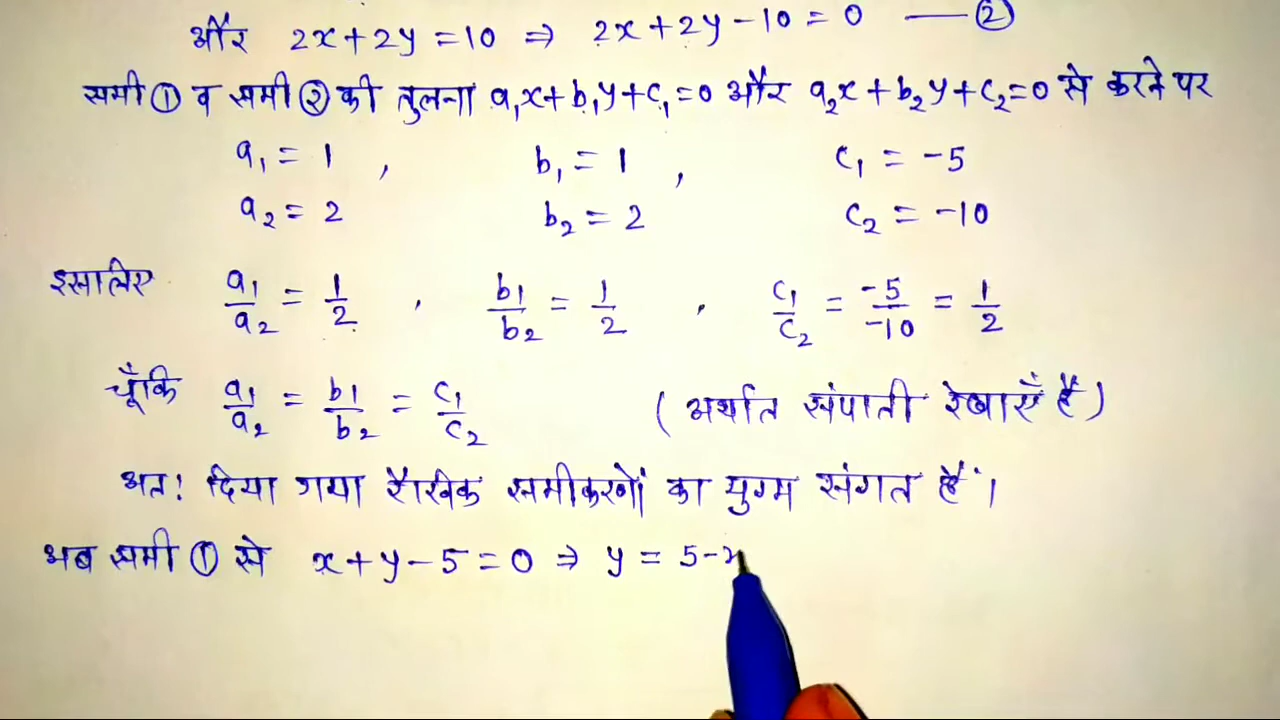 और 2x + 2y = 10 ⇒ 2x + 2y - 10 = 0 —— ②
समी ① व समी ② की तुलना a₁x + b₁y + c₁ = 0 और a₂x + b₂y + c₂ = 0 से करने पर
a₁ = 1 , b₁ = 1 , c₁ = -5
a₂ = 2 b₂ = 2 c₂ = -10
इसलिए a₁/a₂ = 1/2 , b₁/b₂ = 1/2 , c₁/c₂ = -5/-10 = 1/2
चूँकि a₁/a₂ = b₁/b₂ = c₁/c₂ (अर्थात संपाती रेखाएँ हैं)
अतः दिया गया रैखिक समीकरणों का युग्म संगत हैं।
अब समी ① से x + y - 5 = 0 ⇒ y = 5 - x